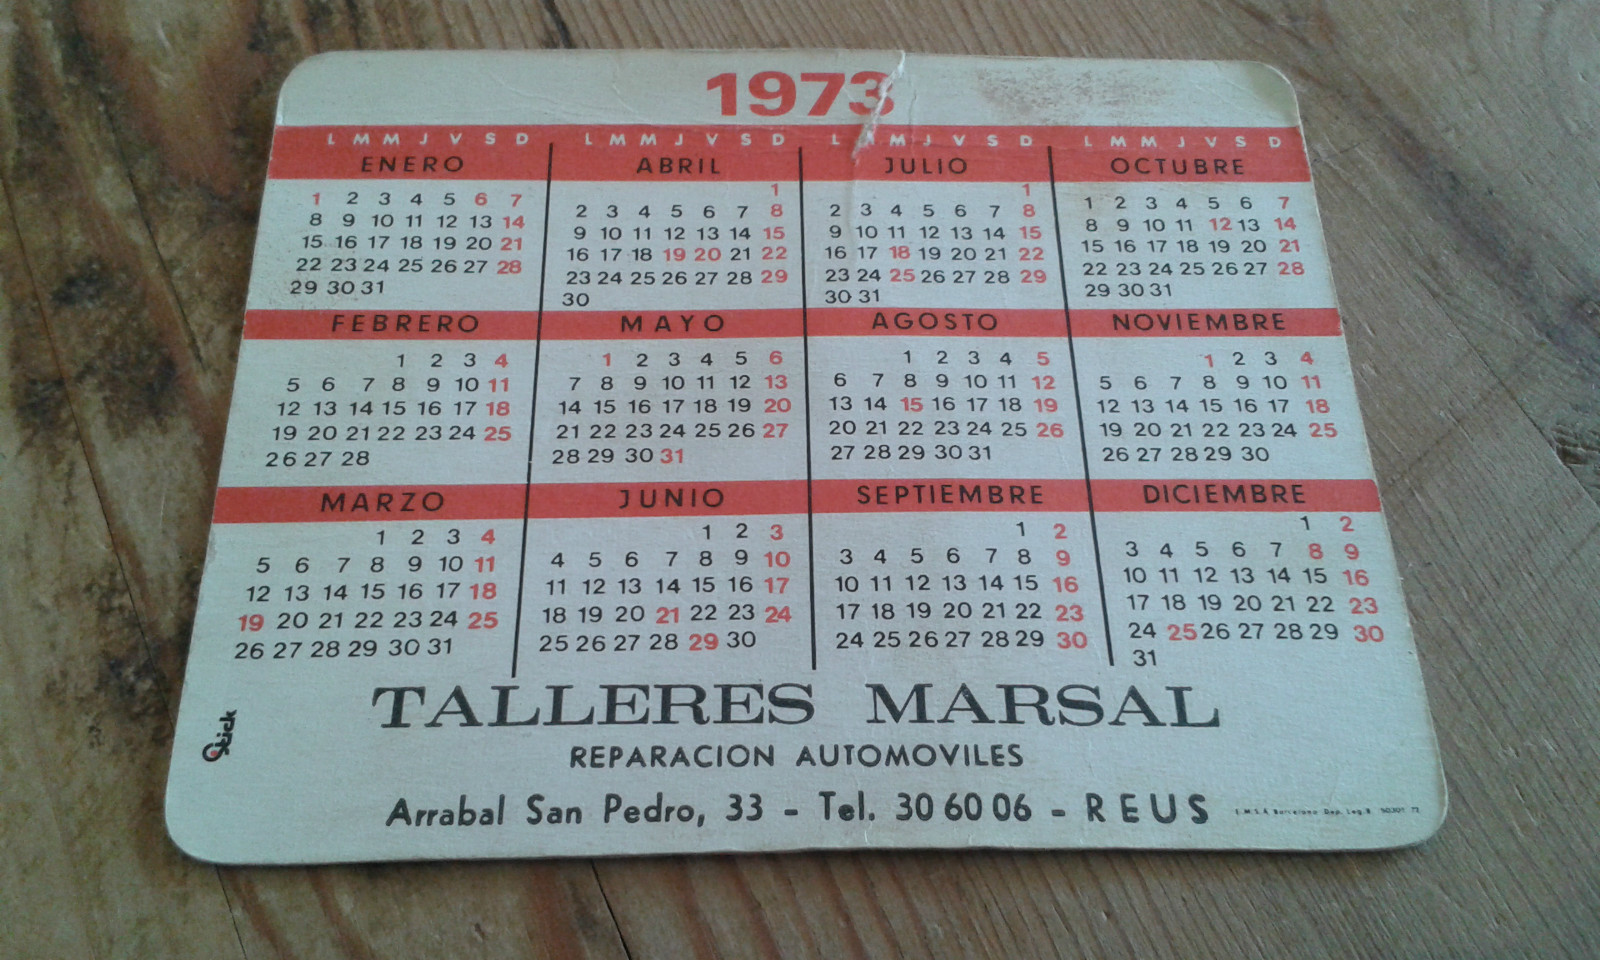 1973
L M M J V S D L M M J V S D L M J V S D L M M J V S D
ENERO ABRIL JULIO OCTUBRE
1 2 3 4 5 6 7
8 9 10 11 12 13 14
15 16 17 18 19 20 21
22 23 24 25 26 27 28
29 30 31
1
2 3 4 5 6 7 8
9 10 11 12 13 14 15
16 17 18 19 20 21 22
23 24 25 26 27 28 29
30
1
2 3 4 5 6 7 8
9 10 11 12 13 14 15
16 17 18 19 20 21 22
23 24 25 26 27 28 29
30 31
1 2 3 4 5 6 7
8 9 10 11 12 13 14
15 16 17 18 19 20 21
22 23 24 25 26 27 28
29 30 31
FEBRERO MAYO AGOSTO NOVIEMBRE
1 2 3 4
5 6 7 8 9 10 11
12 13 14 15 16 17 18
19 20 21 22 23 24 25
26 27 28
1 2 3 4 5 6
7 8 9 10 11 12 13
14 15 16 17 18 19 20
21 22 23 24 25 26 27
28 29 30 31
1 2 3 4 5
6 7 8 9 10 11 12
13 14 15 16 17 18 19
20 21 22 23 24 25 26
27 28 29 30 31
1 2 3 4
5 6 7 8 9 10 11
12 13 14 15 16 17 18
19 20 21 22 23 24 25
26 27 28 29 30
MARZO JUNIO SEPTIEMBRE DICIEMBRE
1 2 3 4
5 6 7 8 9 10 11
12 13 14 15 16 17 18
19 20 21 22 23 24 25
26 27 28 29 30 31
1 2 3
4 5 6 7 8 9 10
11 12 13 14 15 16 17
18 19 20 21 22 23 24
25 26 27 28 29 30
1 2
3 4 5 6 7 8 9
10 11 12 13 14 15 16
17 18 19 20 21 22 23
24 25 26 27 28 29 30
1 2
3 4 5 6 7 8 9
10 11 12 13 14 15 16
17 18 19 20 21 22 23
24 25 26 27 28 29 30
31
TALLERES MARSAL
REPARACION AUTOMOVILES
Arrabal San Pedro, 33 - Tel. 30 60 06 - REUS
Barcelona Dep. Leg. B.